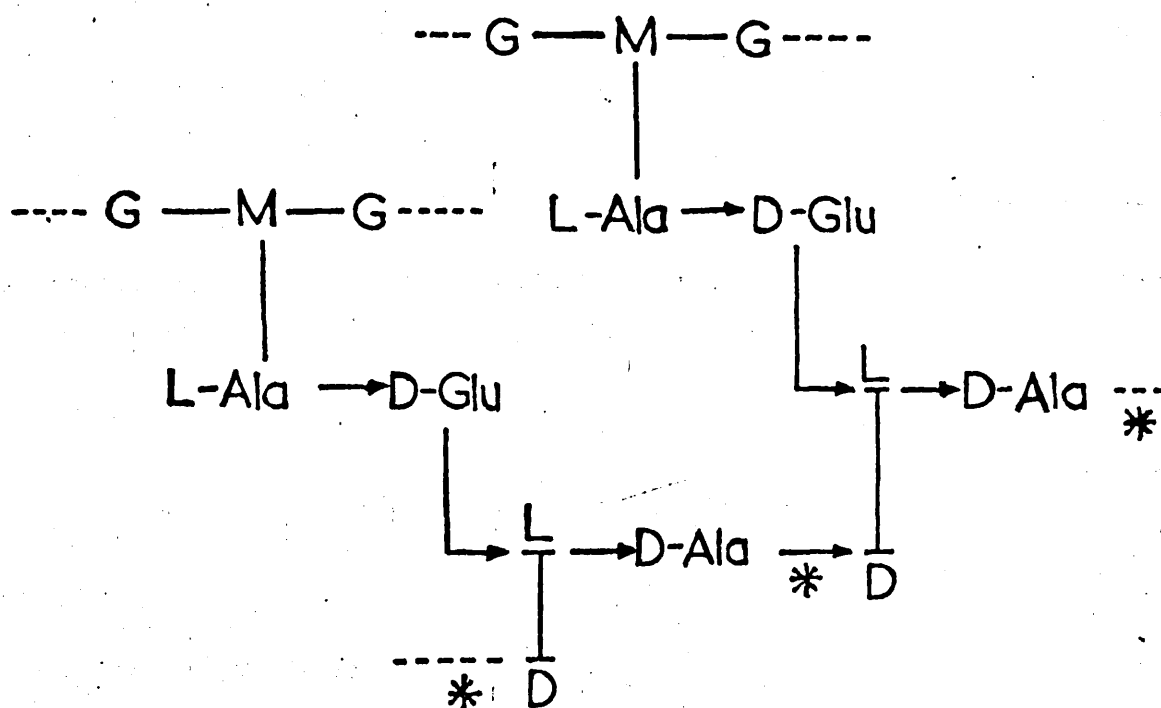 ---- G — M — G ----
---- G — M — G ----
L-Ala → D-Glu
L-Ala → D-Glu
L → D-Ala ---- *
L → D-Ala → * D
---- * D